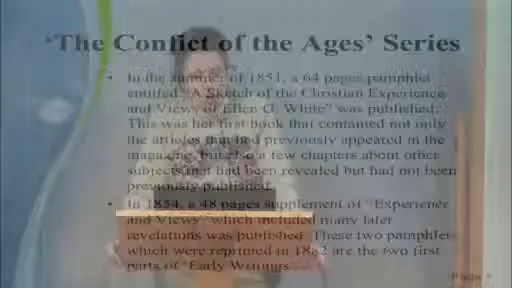 ‘The Confict of the Ages’ Series
• In the summer of 1851, a 64 pages pamphlet
entitled "A Sketch of the Christian Experience
and Views of Ellen G. White" was published.
This was her first book that contained not only
the articles that had previously appeared in the
magazine, but also a few chapters about other
subjects that had been revealed but had not been
previously published.
• In 1854, a 48 pages supplement of "Experience
and Views" which included many later
revelations was published. These two pamphlets
which were reprinted in 1882 are the two first
parts of "Early Writings